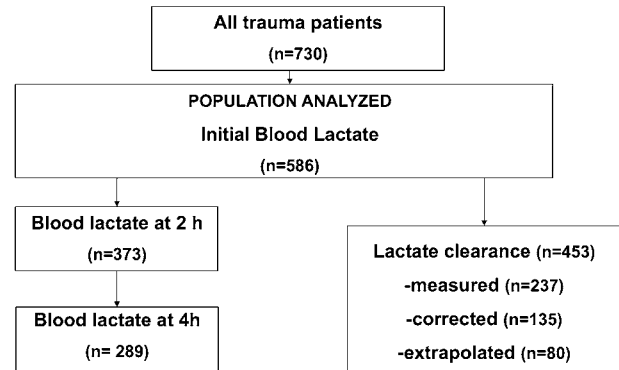 All trauma patients
(n=730)
POPULATION ANALYZED
Initial Blood Lactate
(n=586)
Blood lactate at 2 h
(n=373)
Blood lactate at 4h
(n= 289)
Lactate clearance (n=453)
-measured (n=237)
-corrected (n=135)
-extrapolated (n=80)